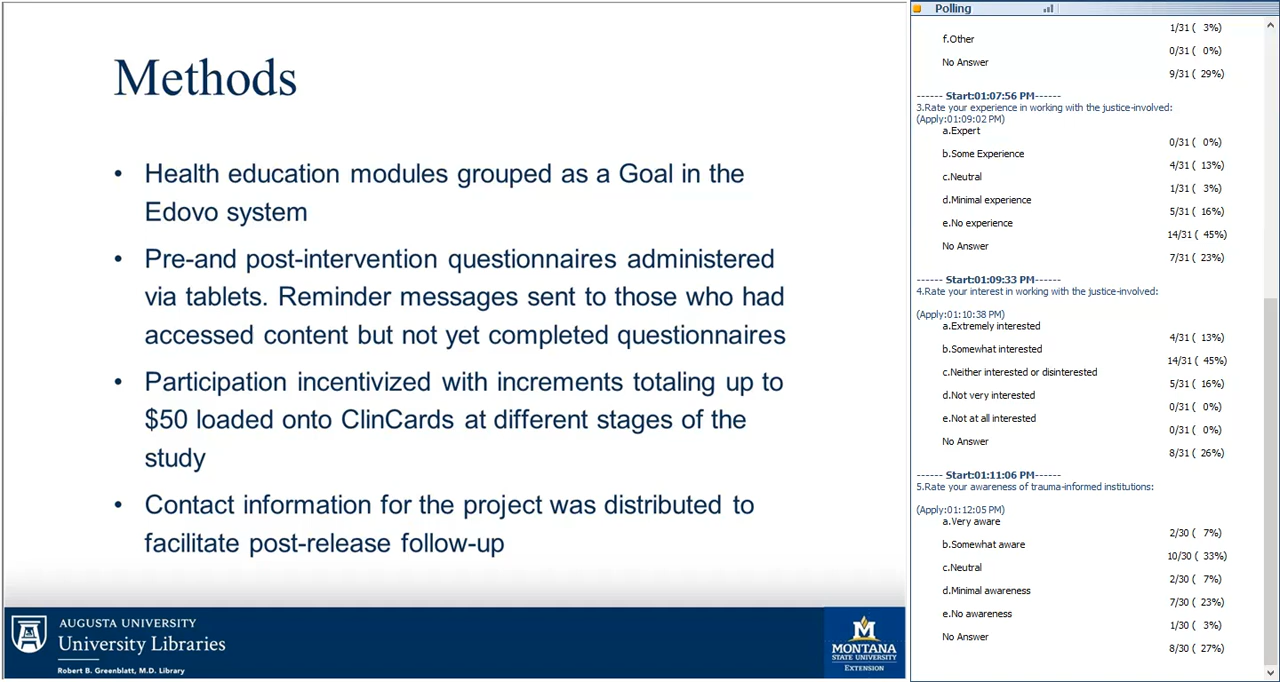 Methods
• Health education modules grouped as a Goal in the
Edovo system
• Pre-and post-intervention questionnaires administered
via tablets. Reminder messages sent to those who had
accessed content but not yet completed questionnaires
• Participation incentivized with increments totaling up to
$50 loaded onto ClinCards at different stages of the
study
• Contact information for the project was distributed to
facilitate post-release follow-up
AUGUSTA UNIVERSITY
University Libraries
Robert B. Greenblatt, M.D. Library
M
MONTANA
STATE UNIVERSITY
EXTENSION
Polling
1/31 ( 3%)
f.Other
0/31 ( 0%)
No Answer
9/31 ( 29%)
------ Start:01:07:56 PM------
3.Rate your experience in working with the justice-involved:
(Apply:01:09:02 PM)
a.Expert
0/31 ( 0%)
b.Some Experience
4/31 ( 13%)
c.Neutral
1/31 ( 3%)
d.Minimal experience
5/31 ( 16%)
e.No experience
14/31 ( 45%)
No Answer
7/31 ( 23%)
------ Start:01:09:33 PM------
4.Rate your interest in working with the justice-involved:
(Apply:01:10:38 PM)
a.Extremely interested
4/31 ( 13%)
b.Somewhat interested
14/31 ( 45%)
c.Neither interested or disinterested
5/31 ( 16%)
d.Not very interested
0/31 ( 0%)
e.Not at all interested
0/31 ( 0%)
No Answer
8/31 ( 26%)
------ Start:01:11:06 PM------
5.Rate your awareness of trauma-informed institutions:
(Apply:01:12:05 PM)
a.Very aware
2/30 ( 7%)
b.Somewhat aware
10/30 ( 33%)
c.Neutral
2/30 ( 7%)
d.Minimal awareness
7/30 ( 23%)
e.No awareness
1/30 ( 3%)
No Answer
8/30 ( 27%)